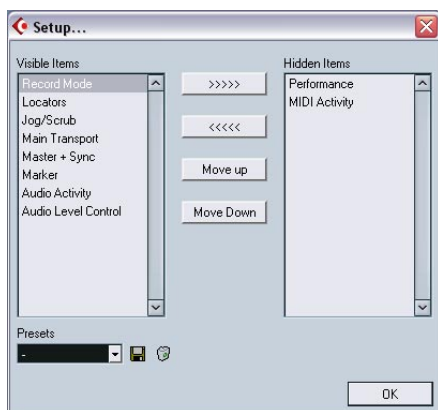 Setup...
Visible Items
Hidden Items
Record Mode
Locators
Jog/Scrub
Main Transport
Master + Sync
Marker
Audio Activity
Audio Level Control
>>>>>
<<<<<
Move up
Move Down
Performance
MIDI Activity
Presets
-
OK